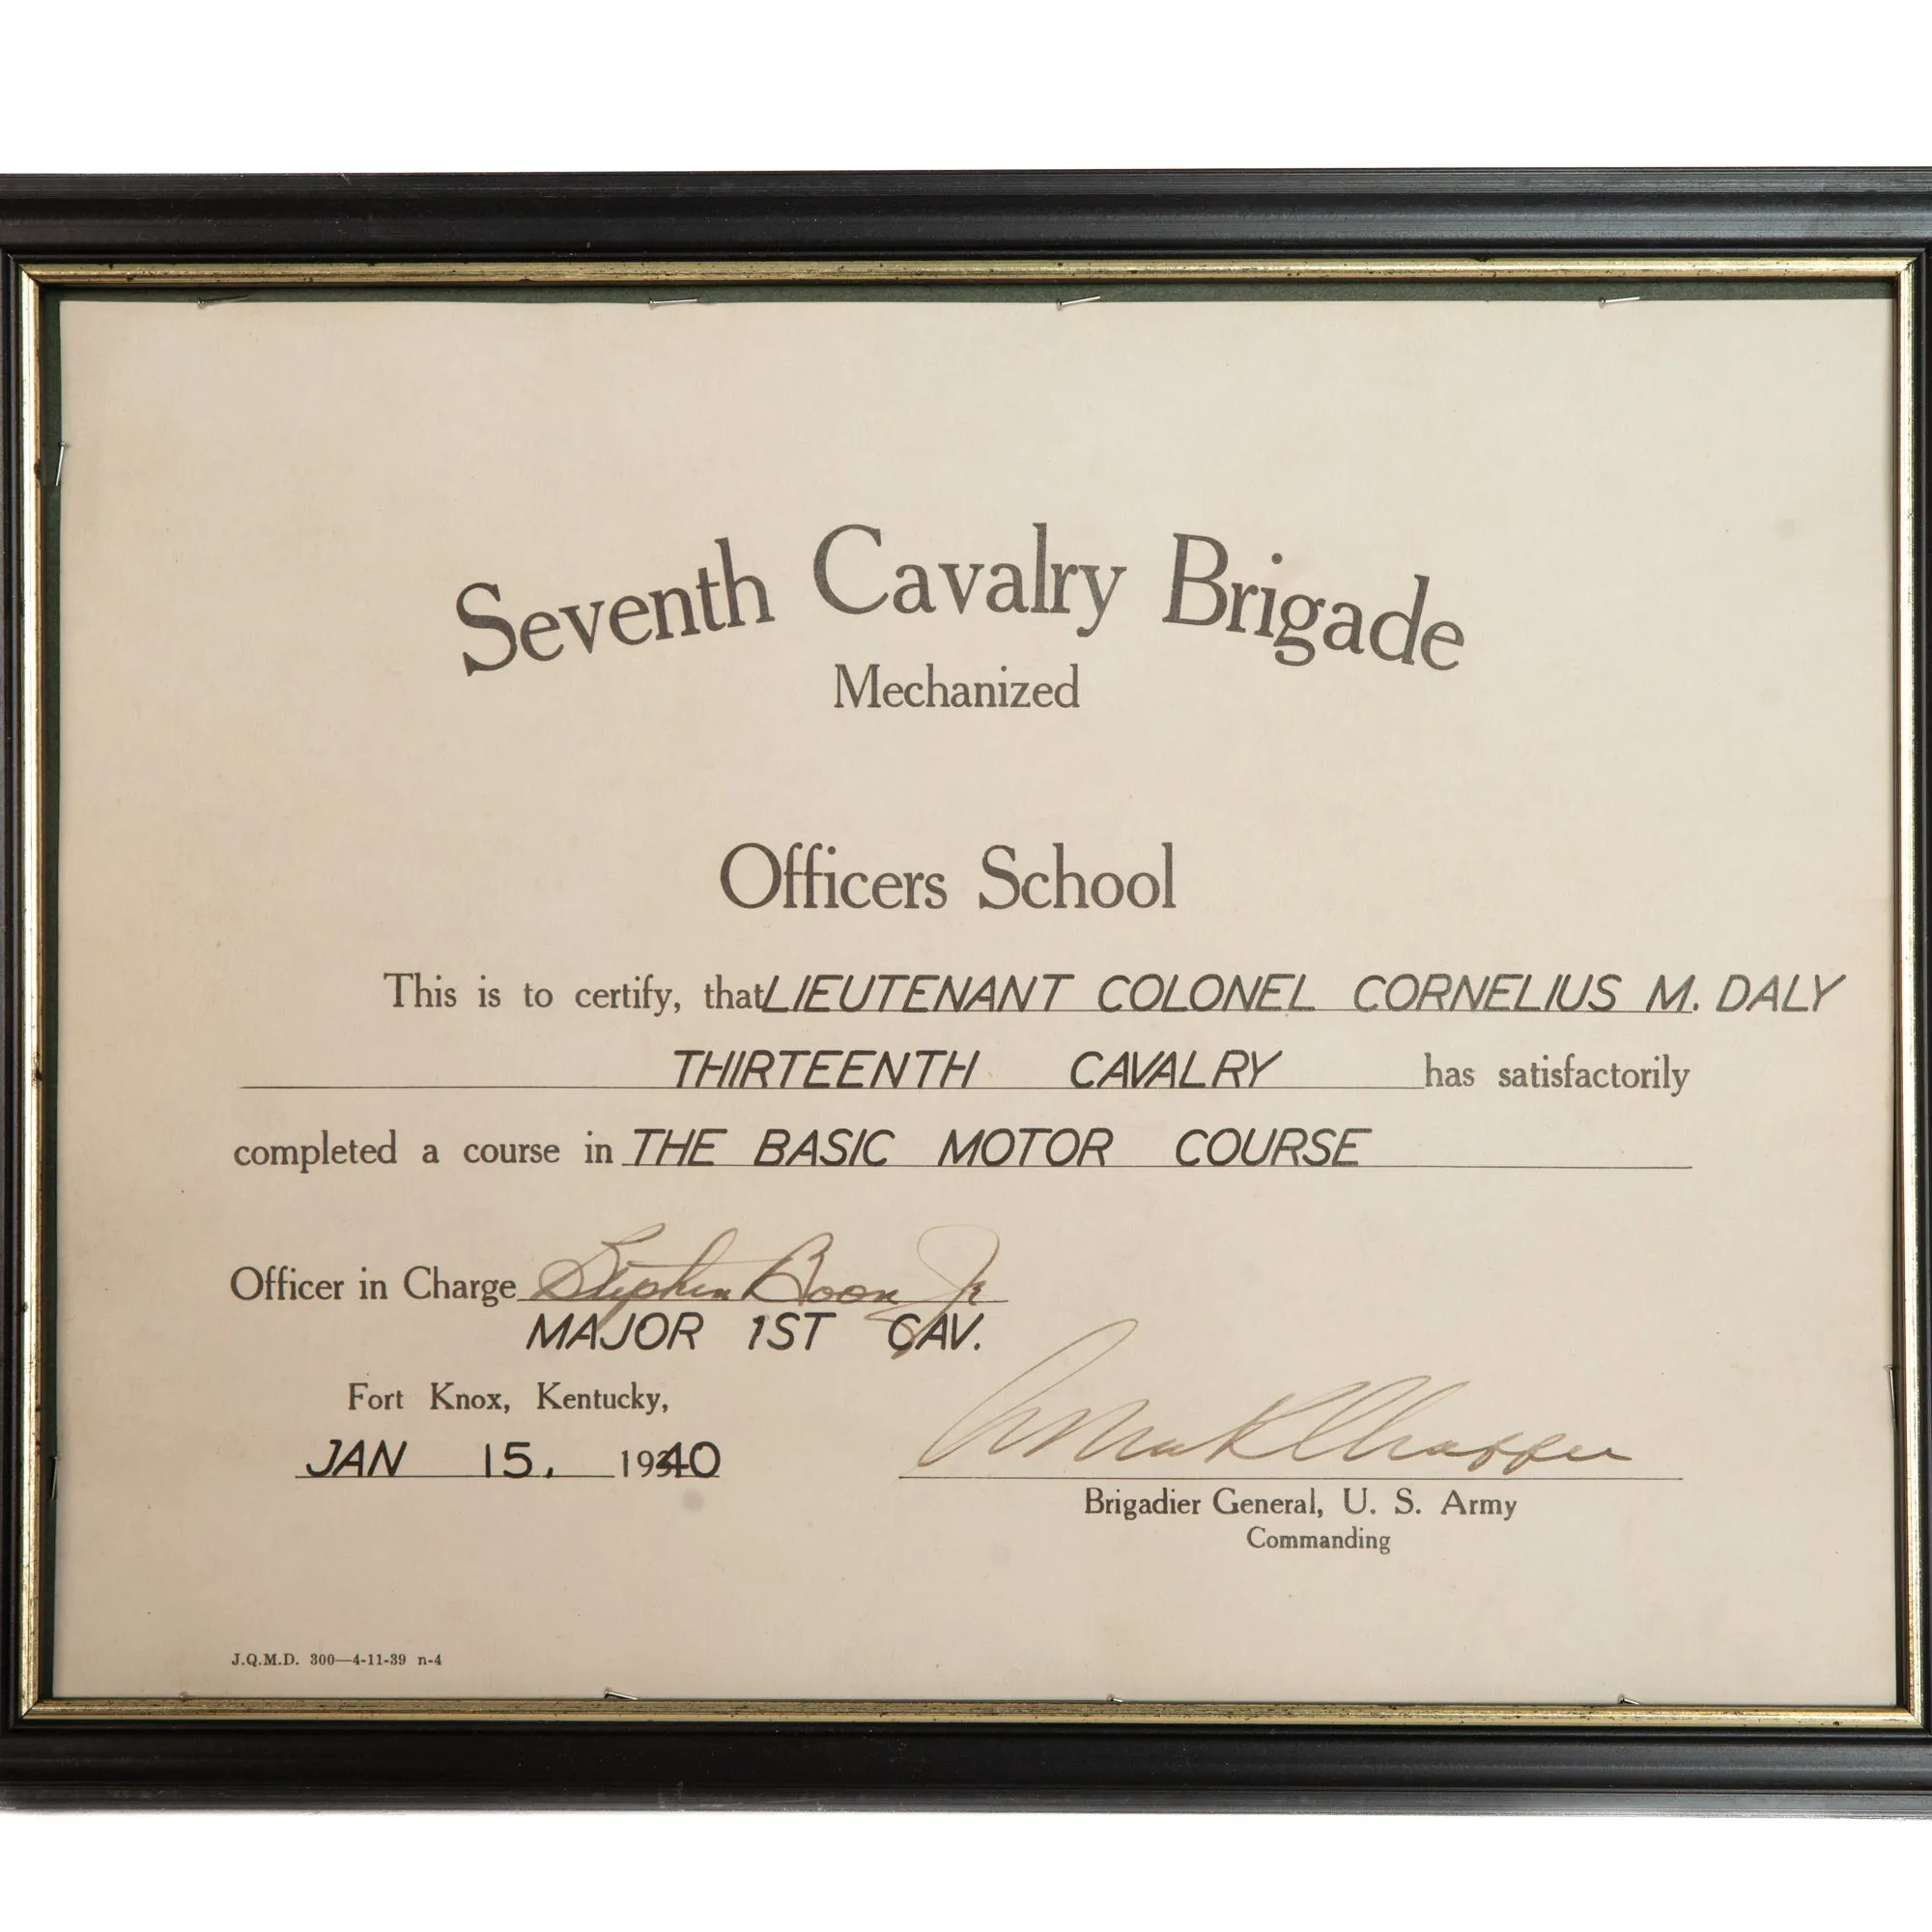 Seventh Cavalry Brigade
Mechanized
Officers School
This is to certify, that LIEUTENANT COLONEL CORNELIUS M. DALY
THIRTEENTH CAVALRY has satisfactorily
completed a course in THE BASIC MOTOR COURSE
Officer in Charge Stephen Boon Jr
MAJOR 1ST CAV.
Fort Knox, Kentucky,
JAN 15, 1940
Brigadier General, U. S. Army
Commanding
J.Q.M.D. 300—4-11-39 n-4